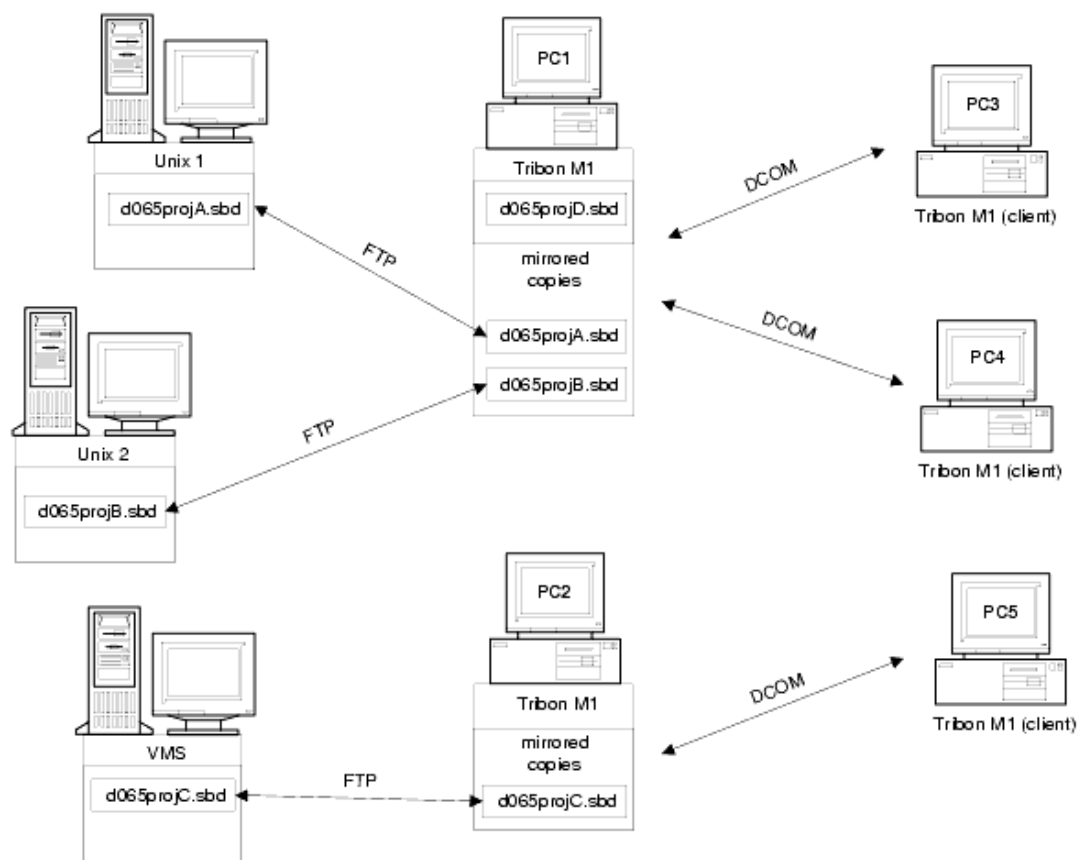 Unix 1
d065projA.sbd
FTP
PC1
Tribon M1
d065projD.sbd
mirrored
copies
d065projA.sbd
d065projB.sbd
DCOM
PC3
Tribon M1 (client)
DCOM
PC4
Tribon M1 (client)
Unix 2
d065projB.sbd
FTP
VMS
d065projC.sbd
FTP
PC2
Tribon M1
mirrored
copies
d065projC.sbd
DCOM
PC5
Tribon M1 (client)